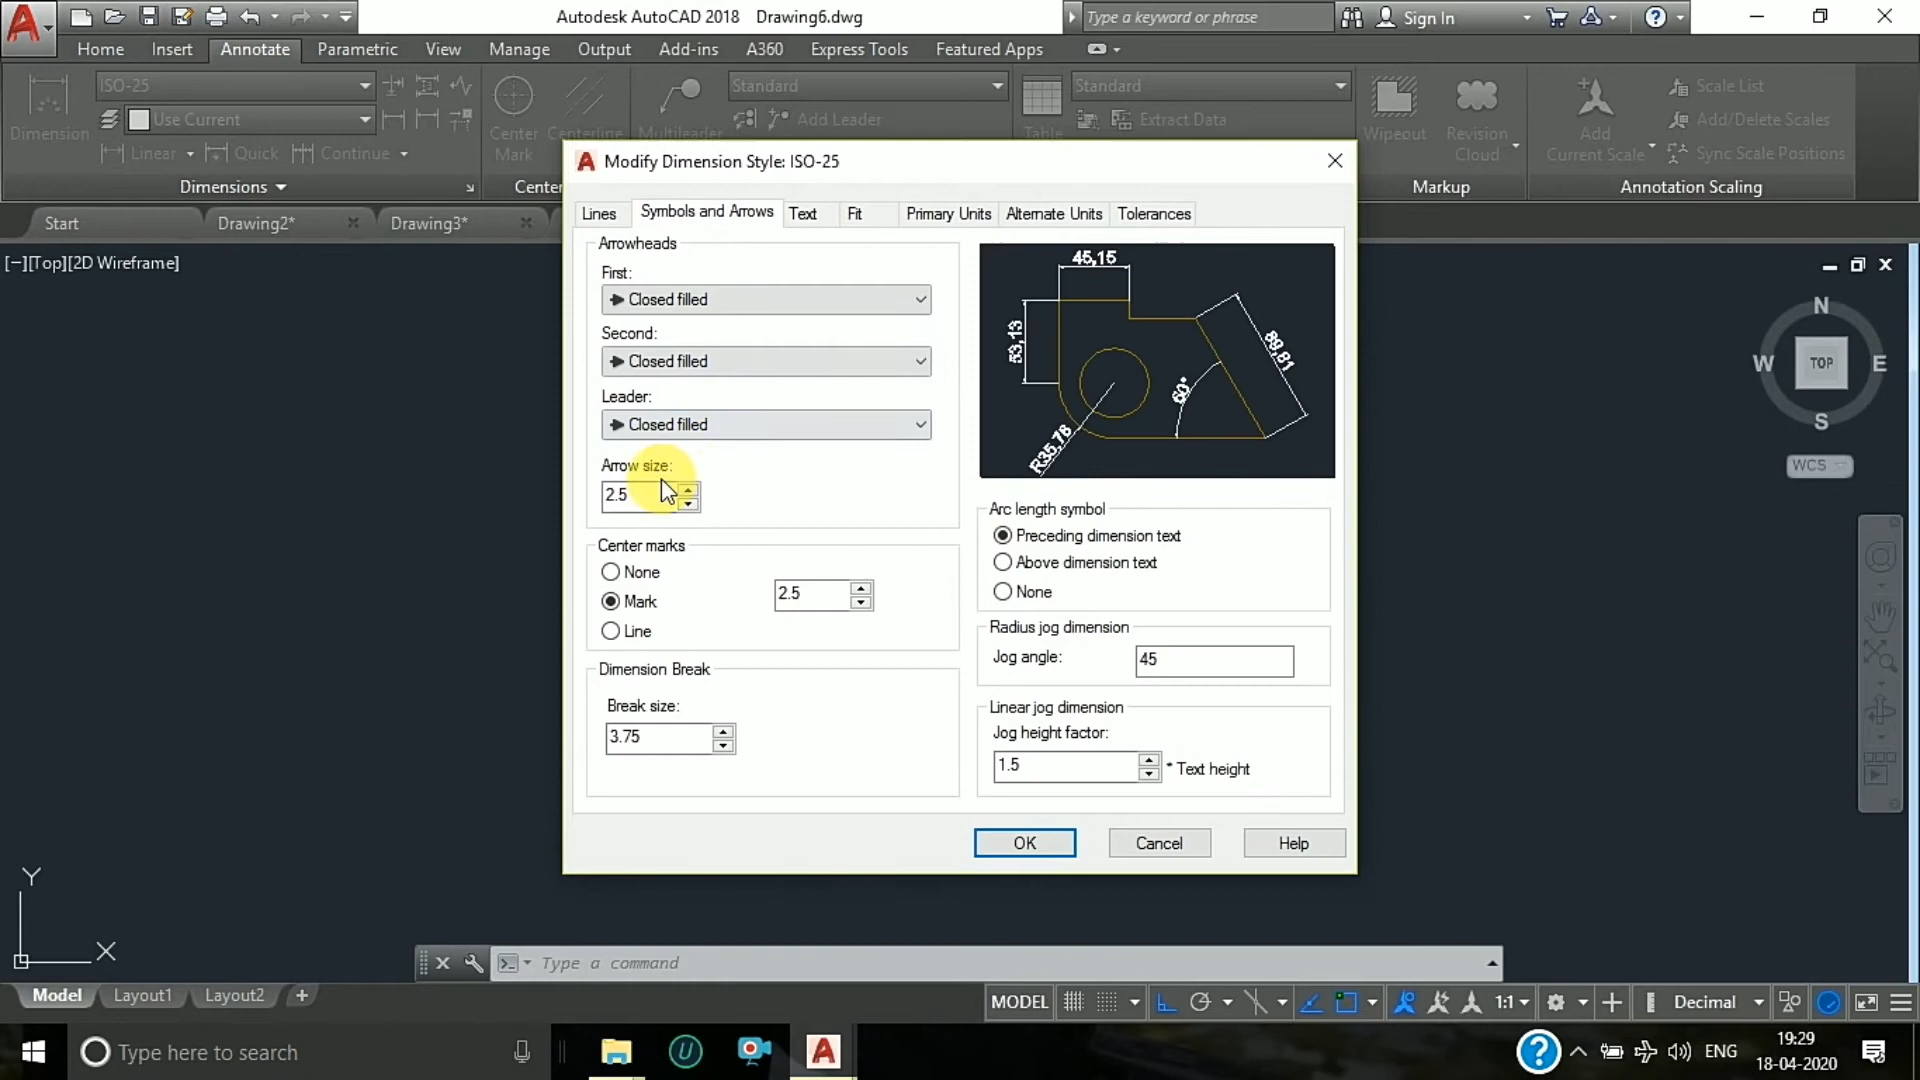 Autodesk AutoCAD 2018 Drawing6.dwg
Type a keyword or phrase
Sign In
Home Insert Annotate Parametric View Manage Output Add-ins A360 Express Tools Featured Apps
ISO-25
Standard
Standard
Scale List
Use Current
Add Leader
Extract Data
Add/Delete Scales
Dimension
Center
Mark
Centerline
Multileader
Table
Wipeout
Revision
Cloud
Add
Current Scale
Linear
Quick
Continue
Sync Scale Positions
Dimensions
Center
Markup
Annotation Scaling
Start
Drawing2*
Drawing3*
[−][Top][2D Wireframe]
Modify Dimension Style: ISO-25
Lines
Symbols and Arrows
Text
Fit
Primary Units
Alternate Units
Tolerances
Arrowheads
First:
Closed filled
Second:
Closed filled
Leader:
Closed filled
Arrow size:
2.5
Center marks
None
Mark
Line
2.5
Dimension Break
Break size:
3.75
45,15
53,13
89,81
60°
R35,78
Arc length symbol
Preceding dimension text
Above dimension text
None
Radius jog dimension
Jog angle:
45
Linear jog dimension
Jog height factor:
1.5
* Text height
OK
Cancel
Help
N
W
TOP
E
S
WCS
Y
X
Type a command
Model
Layout1
Layout2
MODEL
1:1
Decimal
Type here to search
ENG
19:29
18-04-2020